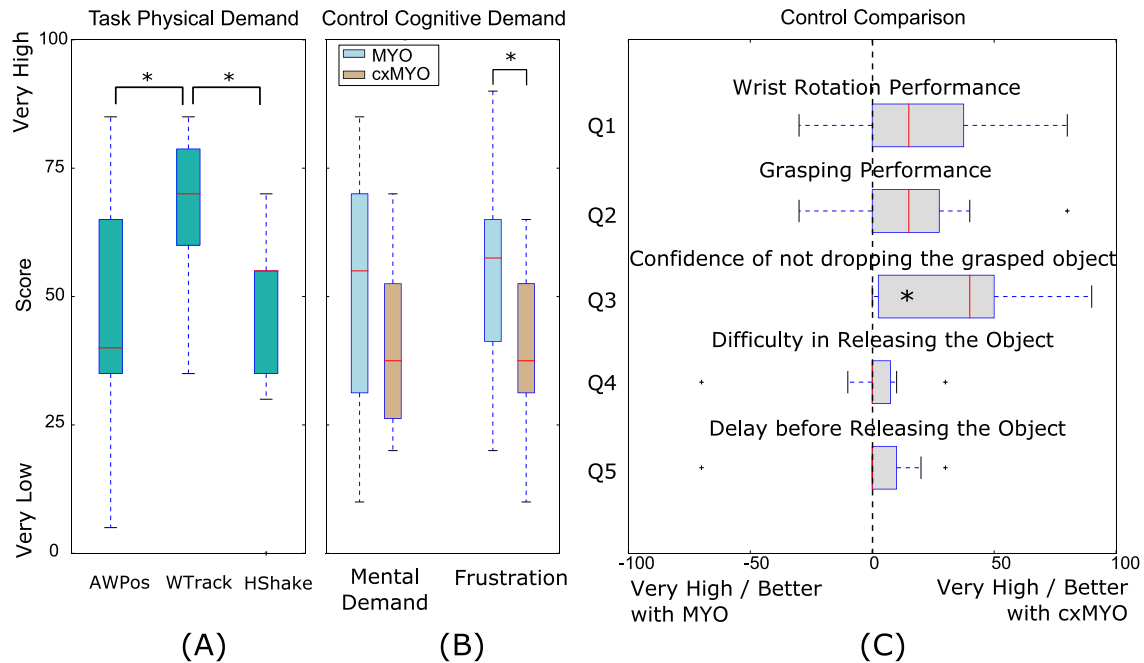 Task Physical Demand
Very High
Score
Very Low
100
75
50
25
0
*
*
AWPos WTrack HShake
(A)
Control Cognitive Demand
MYO
cxMYO
*
Mental
Demand
Frustration
(B)
Control Comparison
Wrist Rotation Performance
Q1
Grasping Performance
Q2
Confidence of not dropping the grasped object
Q3
*
Difficulty in Releasing the Object
Q4
Delay before Releasing the Object
Q5
-100 -50 0 50 100
Very High / Better
with MYO
Very High / Better
with cxMYO
(C)